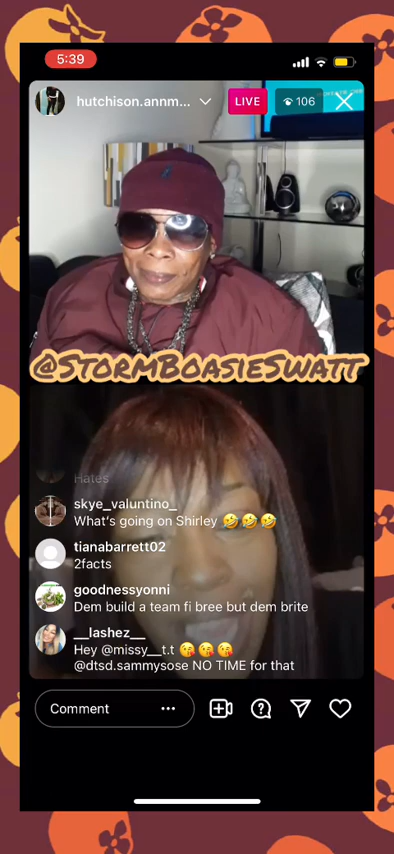 5:39
hutchison.annm...
LIVE
106
@StormBoasieSwatt
Hates
skye_valuntino_
What's going on Shirley 🤣🤣🤣
tianabarrett02
2facts
goodnessyonni
Dem build a team fi bree but dem brite
__lashez__
Hey @missy__t.t 😘😘😘
@dtsd.sammysose NO TIME for that
Comment